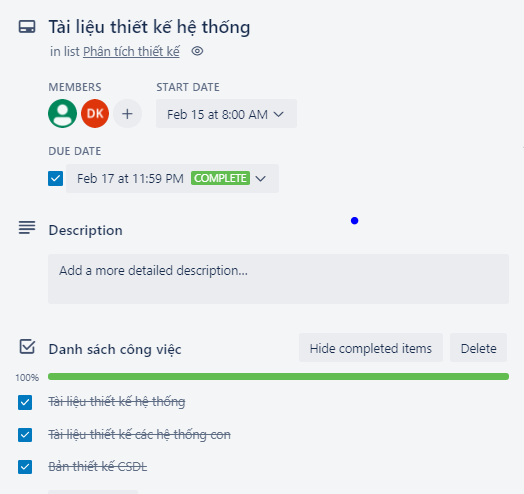 Tài liệu thiết kế hệ thống
in list Phân tích thiết kế
MEMBERS START DATE
DK + Feb 15 at 8:00 AM
DUE DATE
Feb 17 at 11:59 PM COMPLETE
Description
Add a more detailed description...
Danh sách công việc Hide completed items Delete
100%
Tài liệu thiết kế hệ thống
Tài liệu thiết kế các hệ thống con
Bản thiết kế CSDL